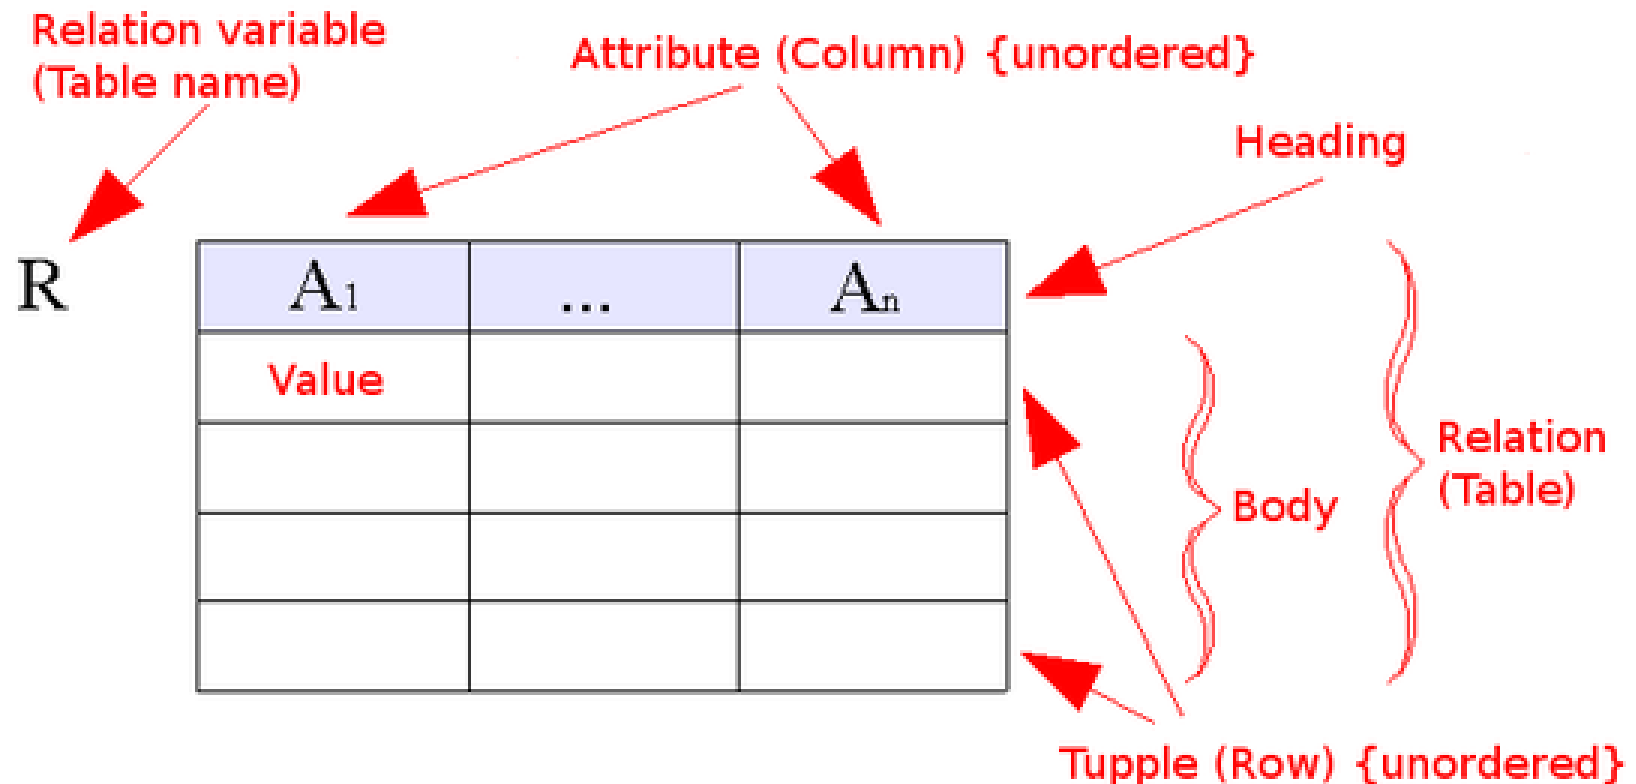 Relation variable
(Table name)
Attribute (Column) {unordered}
Heading
R
A1
...
An
Value
Relation
(Table)
Body
Tupple (Row) {unordered}